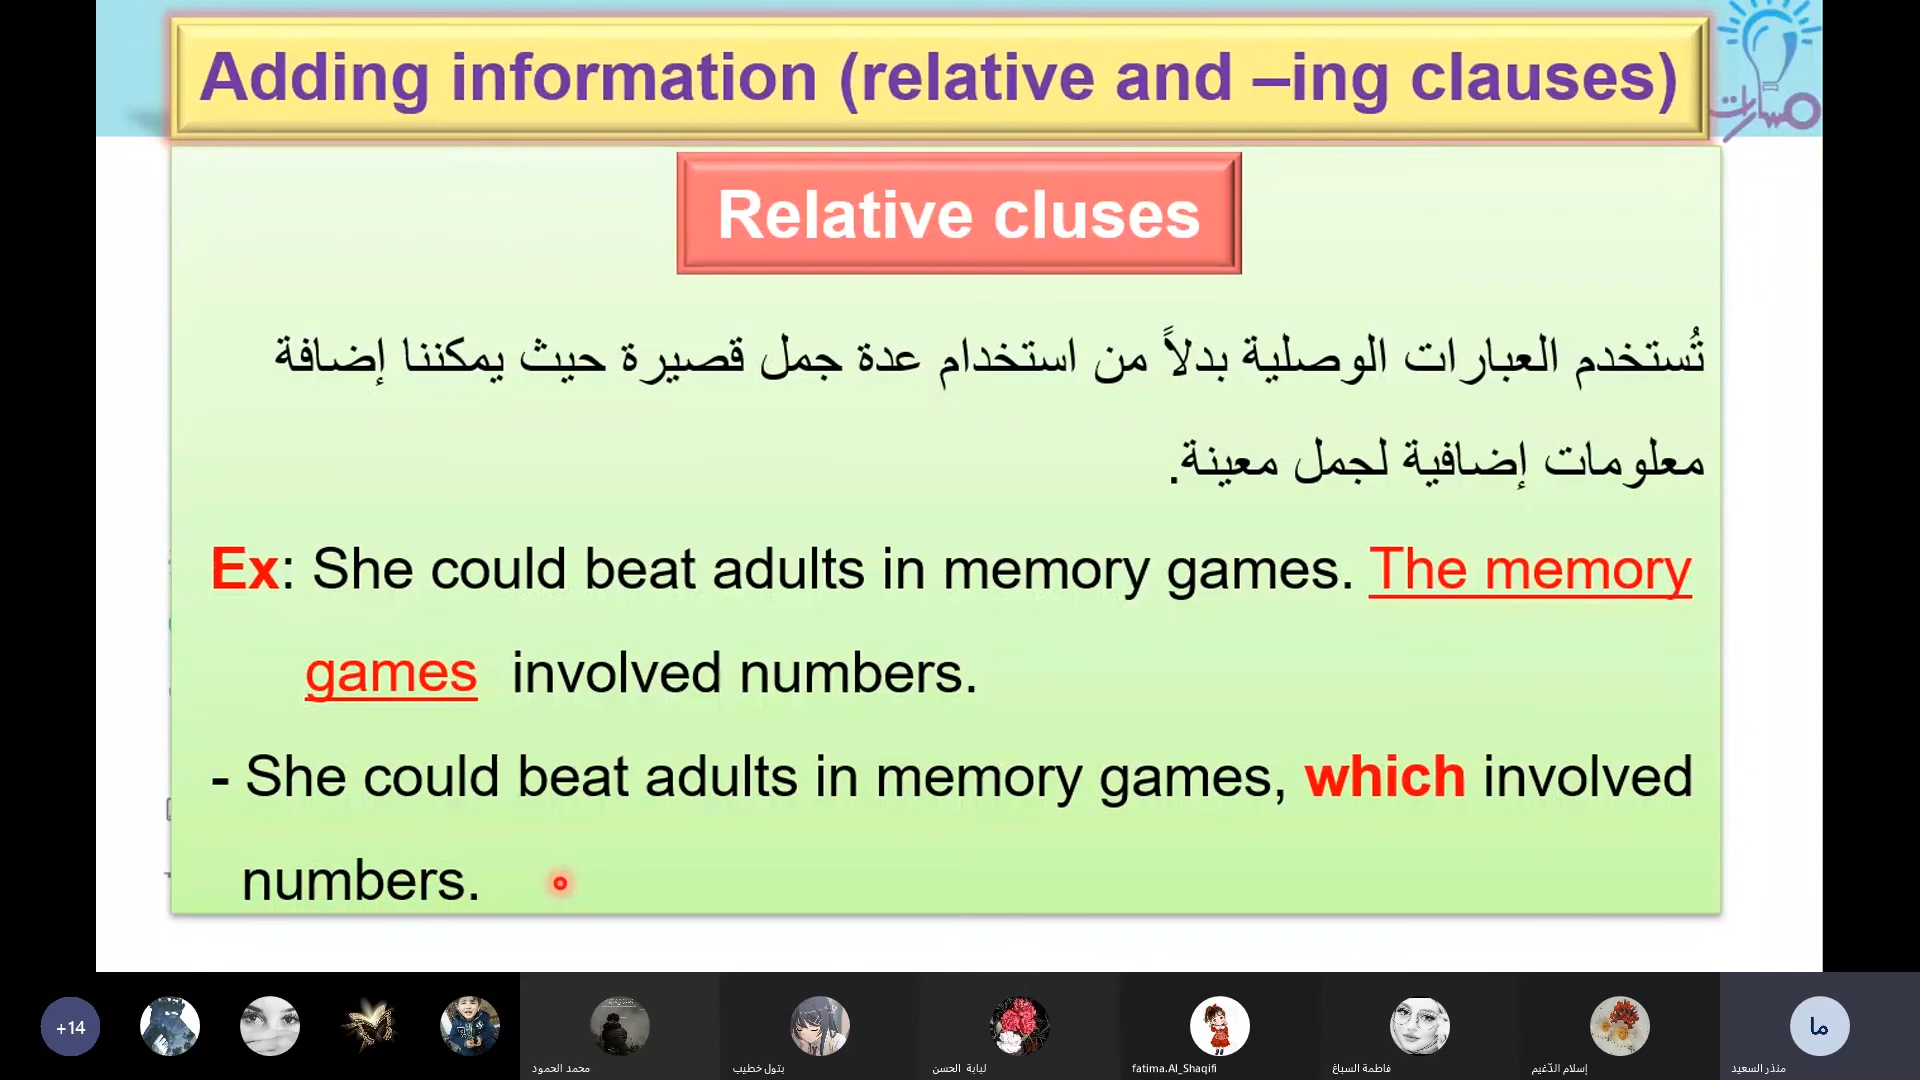 Adding information (relative and –ing clauses)
مسارات
Relative cluses
تُستخدم العبارات الوصلية بدلاً من استخدام عدة جمل قصيرة حيث يمكننا إضافة
معلومات إضافية لجمل معينة.
Ex: She could beat adults in memory games. The memory
games involved numbers.
- She could beat adults in memory games, which involved
numbers.
+14
محمد الحمود
بتول خطيب
لبابة الحسن
fatima.Al_Shaqifi
فاطمة السباغ
إسلام الدّغيم
ما
منذر السعيد